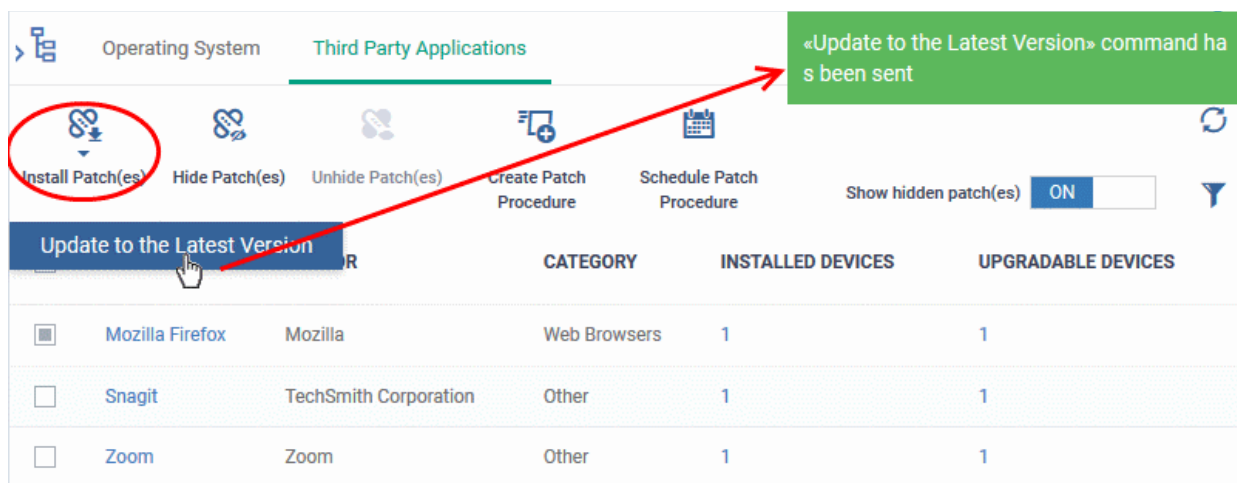 Operating System
Third Party Applications
«Update to the Latest Version» command ha
s been sent
Install Patch(es)
Hide Patch(es)
Unhide Patch(es)
Create Patch
Procedure
Schedule Patch
Procedure
Show hidden patch(es)
ON
Update to the Latest Version
OR
CATEGORY
INSTALLED DEVICES
UPGRADABLE DEVICES
Mozilla Firefox Mozilla Web Browsers 1 1
Snagit TechSmith Corporation Other 1 1
Zoom Zoom Other 1 1